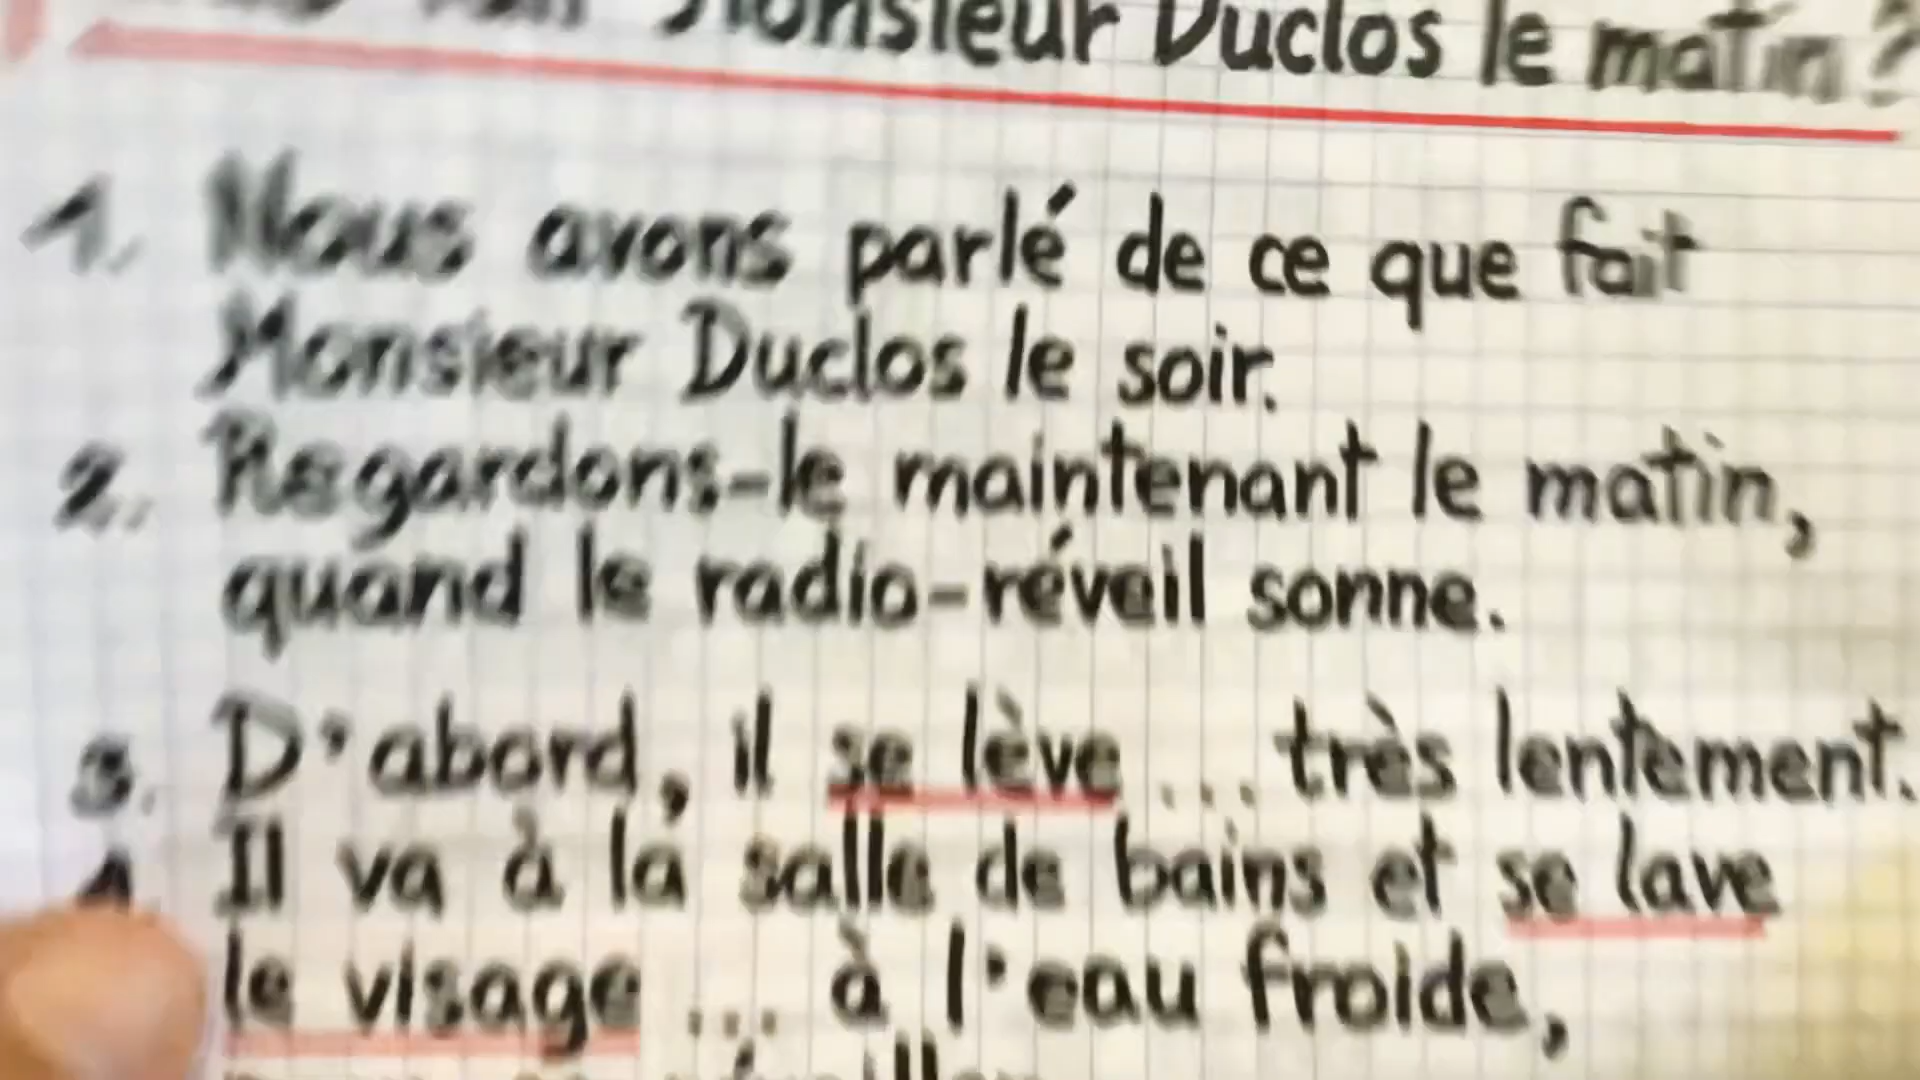 Monsieur Duclos le matin?
1. Nous avons parlé de ce que fait
Monsieur Duclos le soir.
2. Regardons-le maintenant le matin,
quand le radio-réveil sonne.
3. D'abord, il se lève ... très lentement.
Il va à la salle de bains et se lave
le visage ... à l'eau froide,